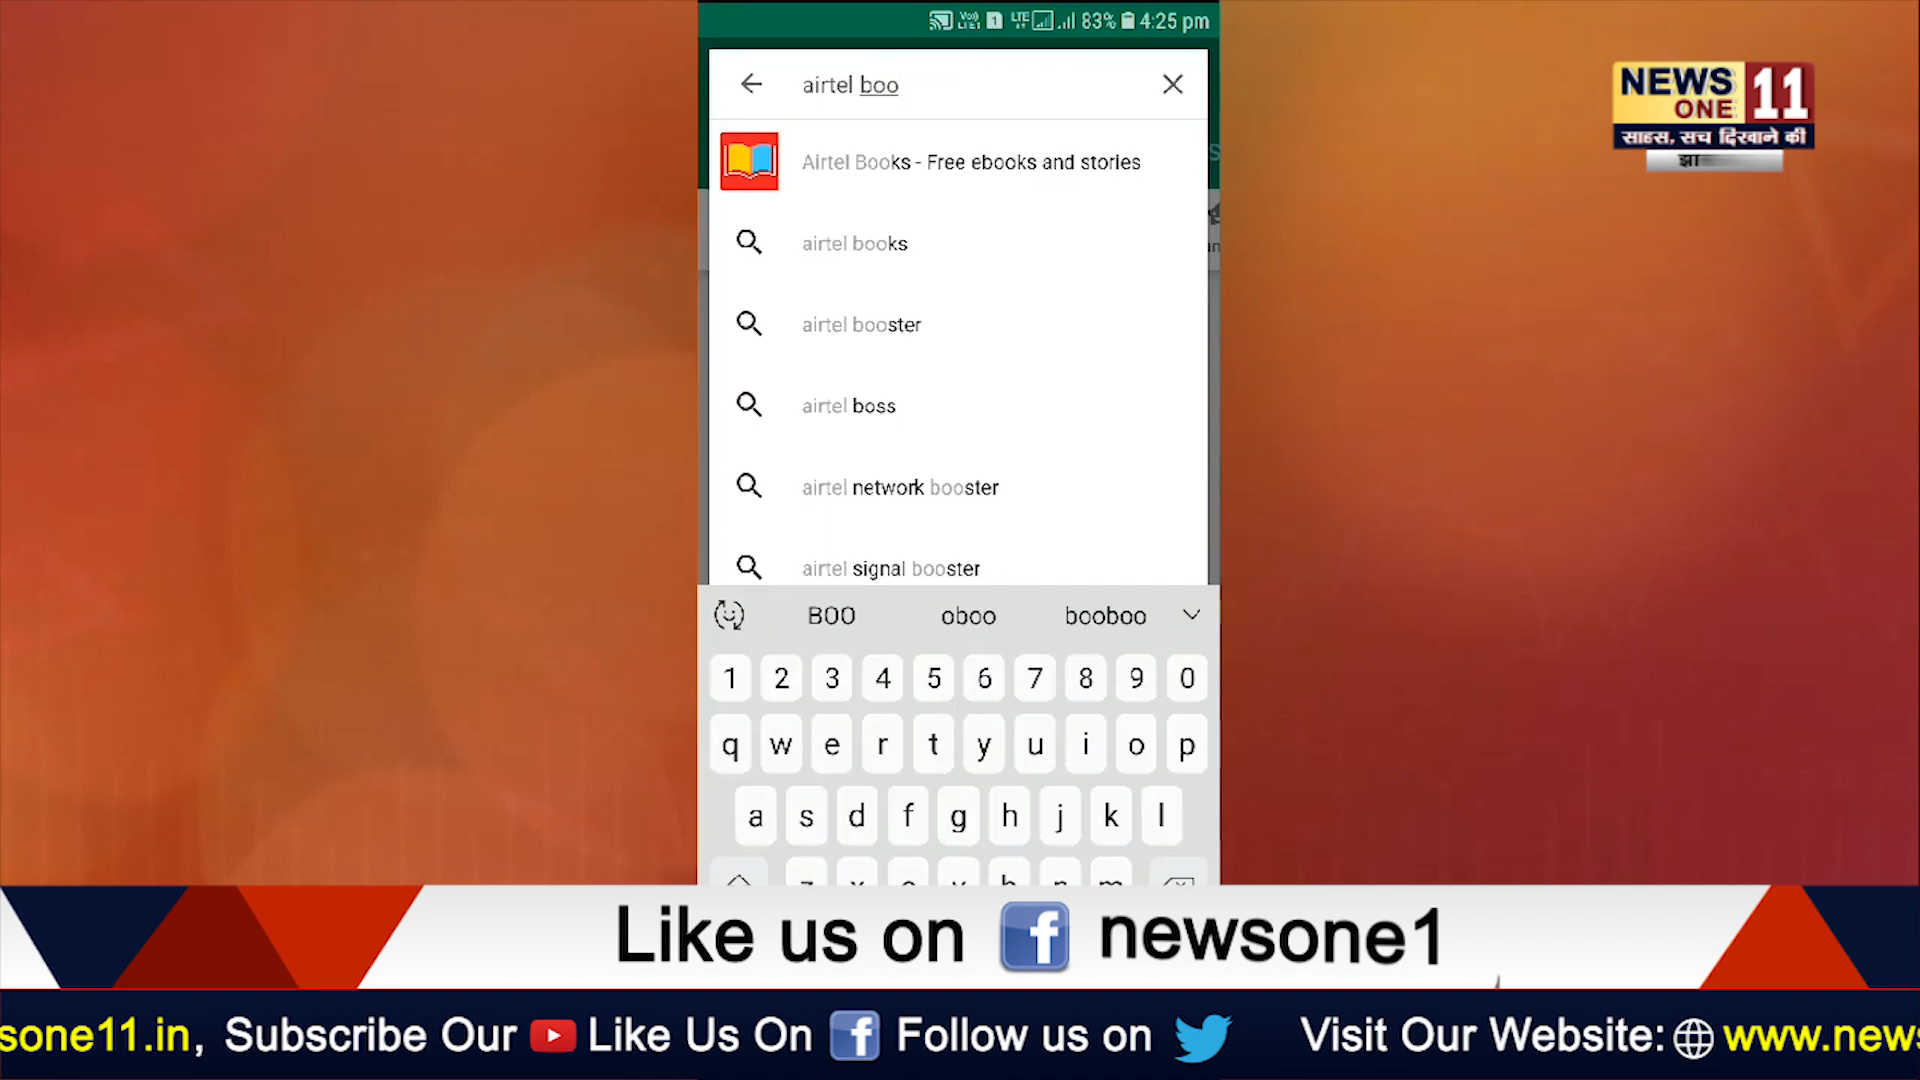 VoLTE1 1 LTE 83% 4:25 pm
airtel boo
Airtel Books - Free ebooks and stories
airtel books
airtel booster
airtel boss
airtel network booster
airtel signal booster
BOO oboo booboo
1 2 3 4 5 6 7 8 9 0
q w e r t y u i o p
a s d f g h j k l
z x c v b n m
NEWS
ONE 11
साहस, सच दिखाने की
झा
Like us on f newsone1
sone11.in, Subscribe Our Like Us On f Follow us on Visit Our Website: www.news